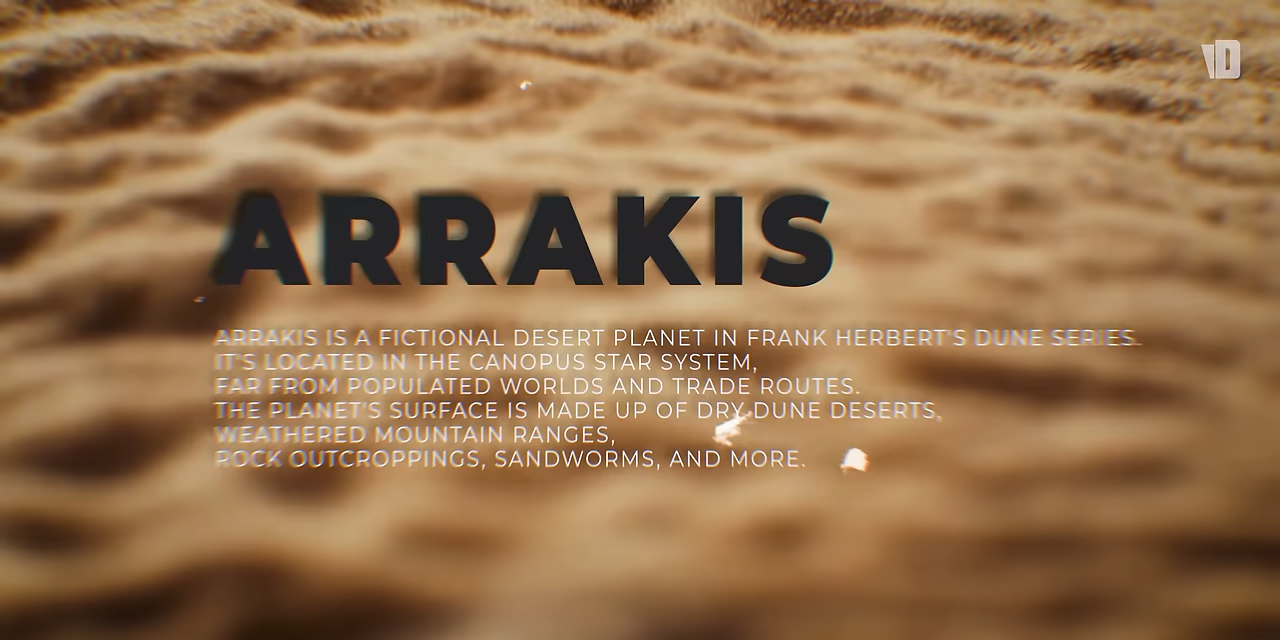 ARRAKIS
ARRAKIS IS A FICTIONAL DESERT PLANET IN FRANK HERBERT'S DUNE SERIES.
IT'S LOCATED IN THE CANOPUS STAR SYSTEM,
FAR FROM POPULATED WORLDS AND TRADE ROUTES.
THE PLANET'S SURFACE IS MADE UP OF DRY DUNE DESERTS,
WEATHERED MOUNTAIN RANGES,
ROCK OUTCROPPINGS, SANDWORMS, AND MORE.